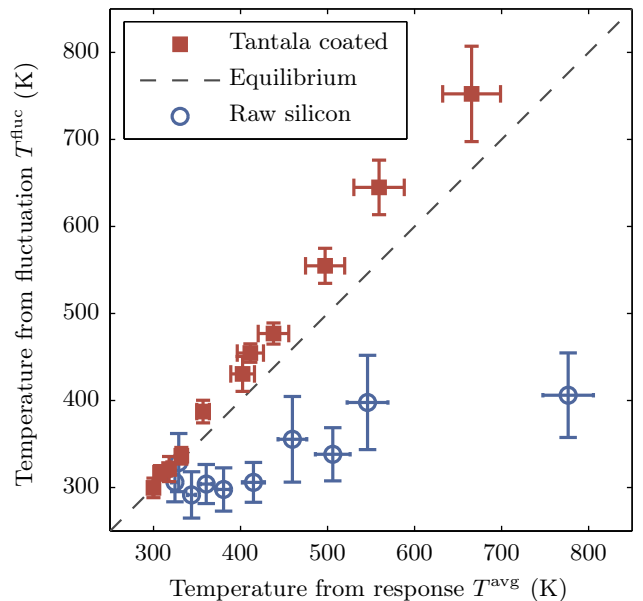 Tantala coated
Equilibrium
Raw silicon
Temperature from fluctuation T^fluc (K)
800
700
600
500
400
300
300 400 500 600 700 800
Temperature from response T^avg (K)